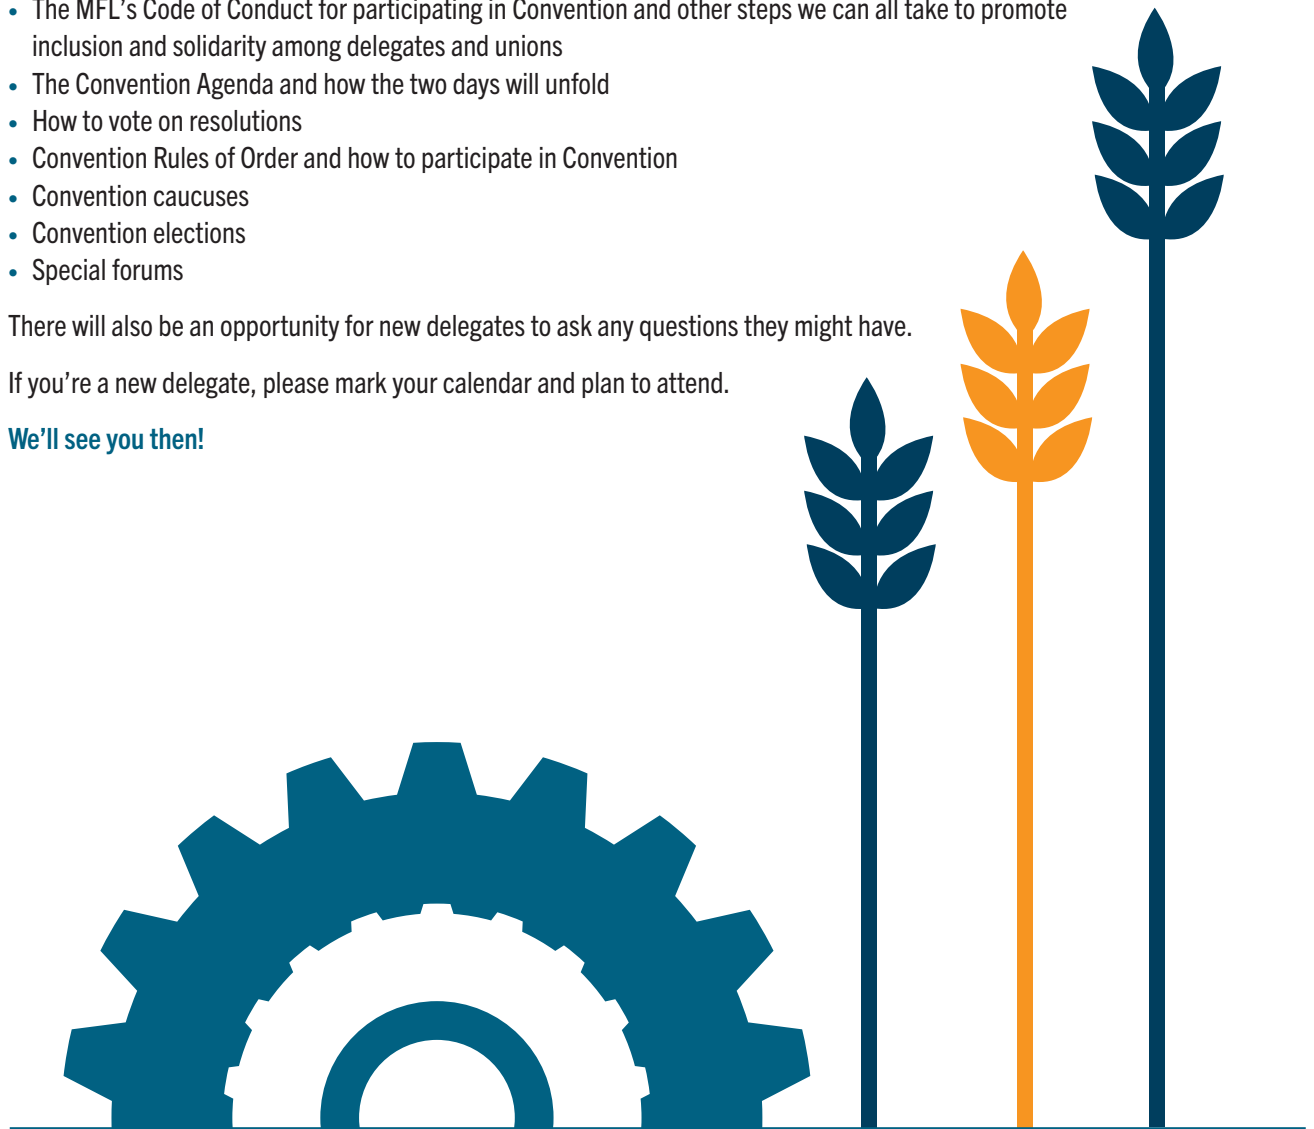 • The MFL's Code of Conduct for participating in Convention and other steps we can all take to promote
inclusion and solidarity among delegates and unions
• The Convention Agenda and how the two days will unfold
• How to vote on resolutions
• Convention Rules of Order and how to participate in Convention
• Convention caucuses
• Convention elections
• Special forums
There will also be an opportunity for new delegates to ask any questions they might have.
If you’re a new delegate, please mark your calendar and plan to attend.
We’ll see you then!